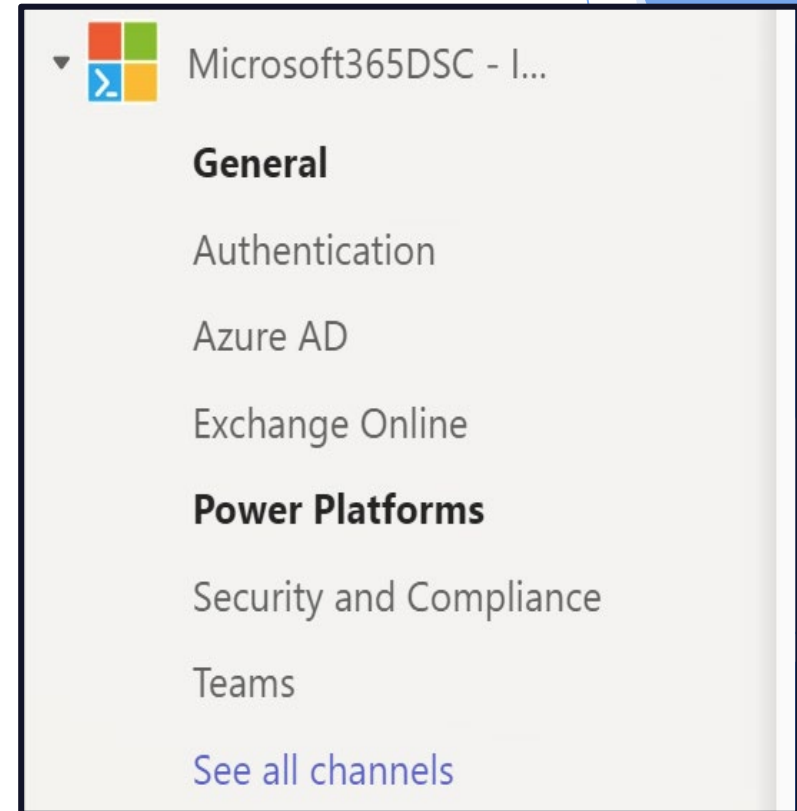 Microsoft365DSC - I...
General
Authentication
Azure AD
Exchange Online
Power Platforms
Security and Compliance
Teams
See all channels